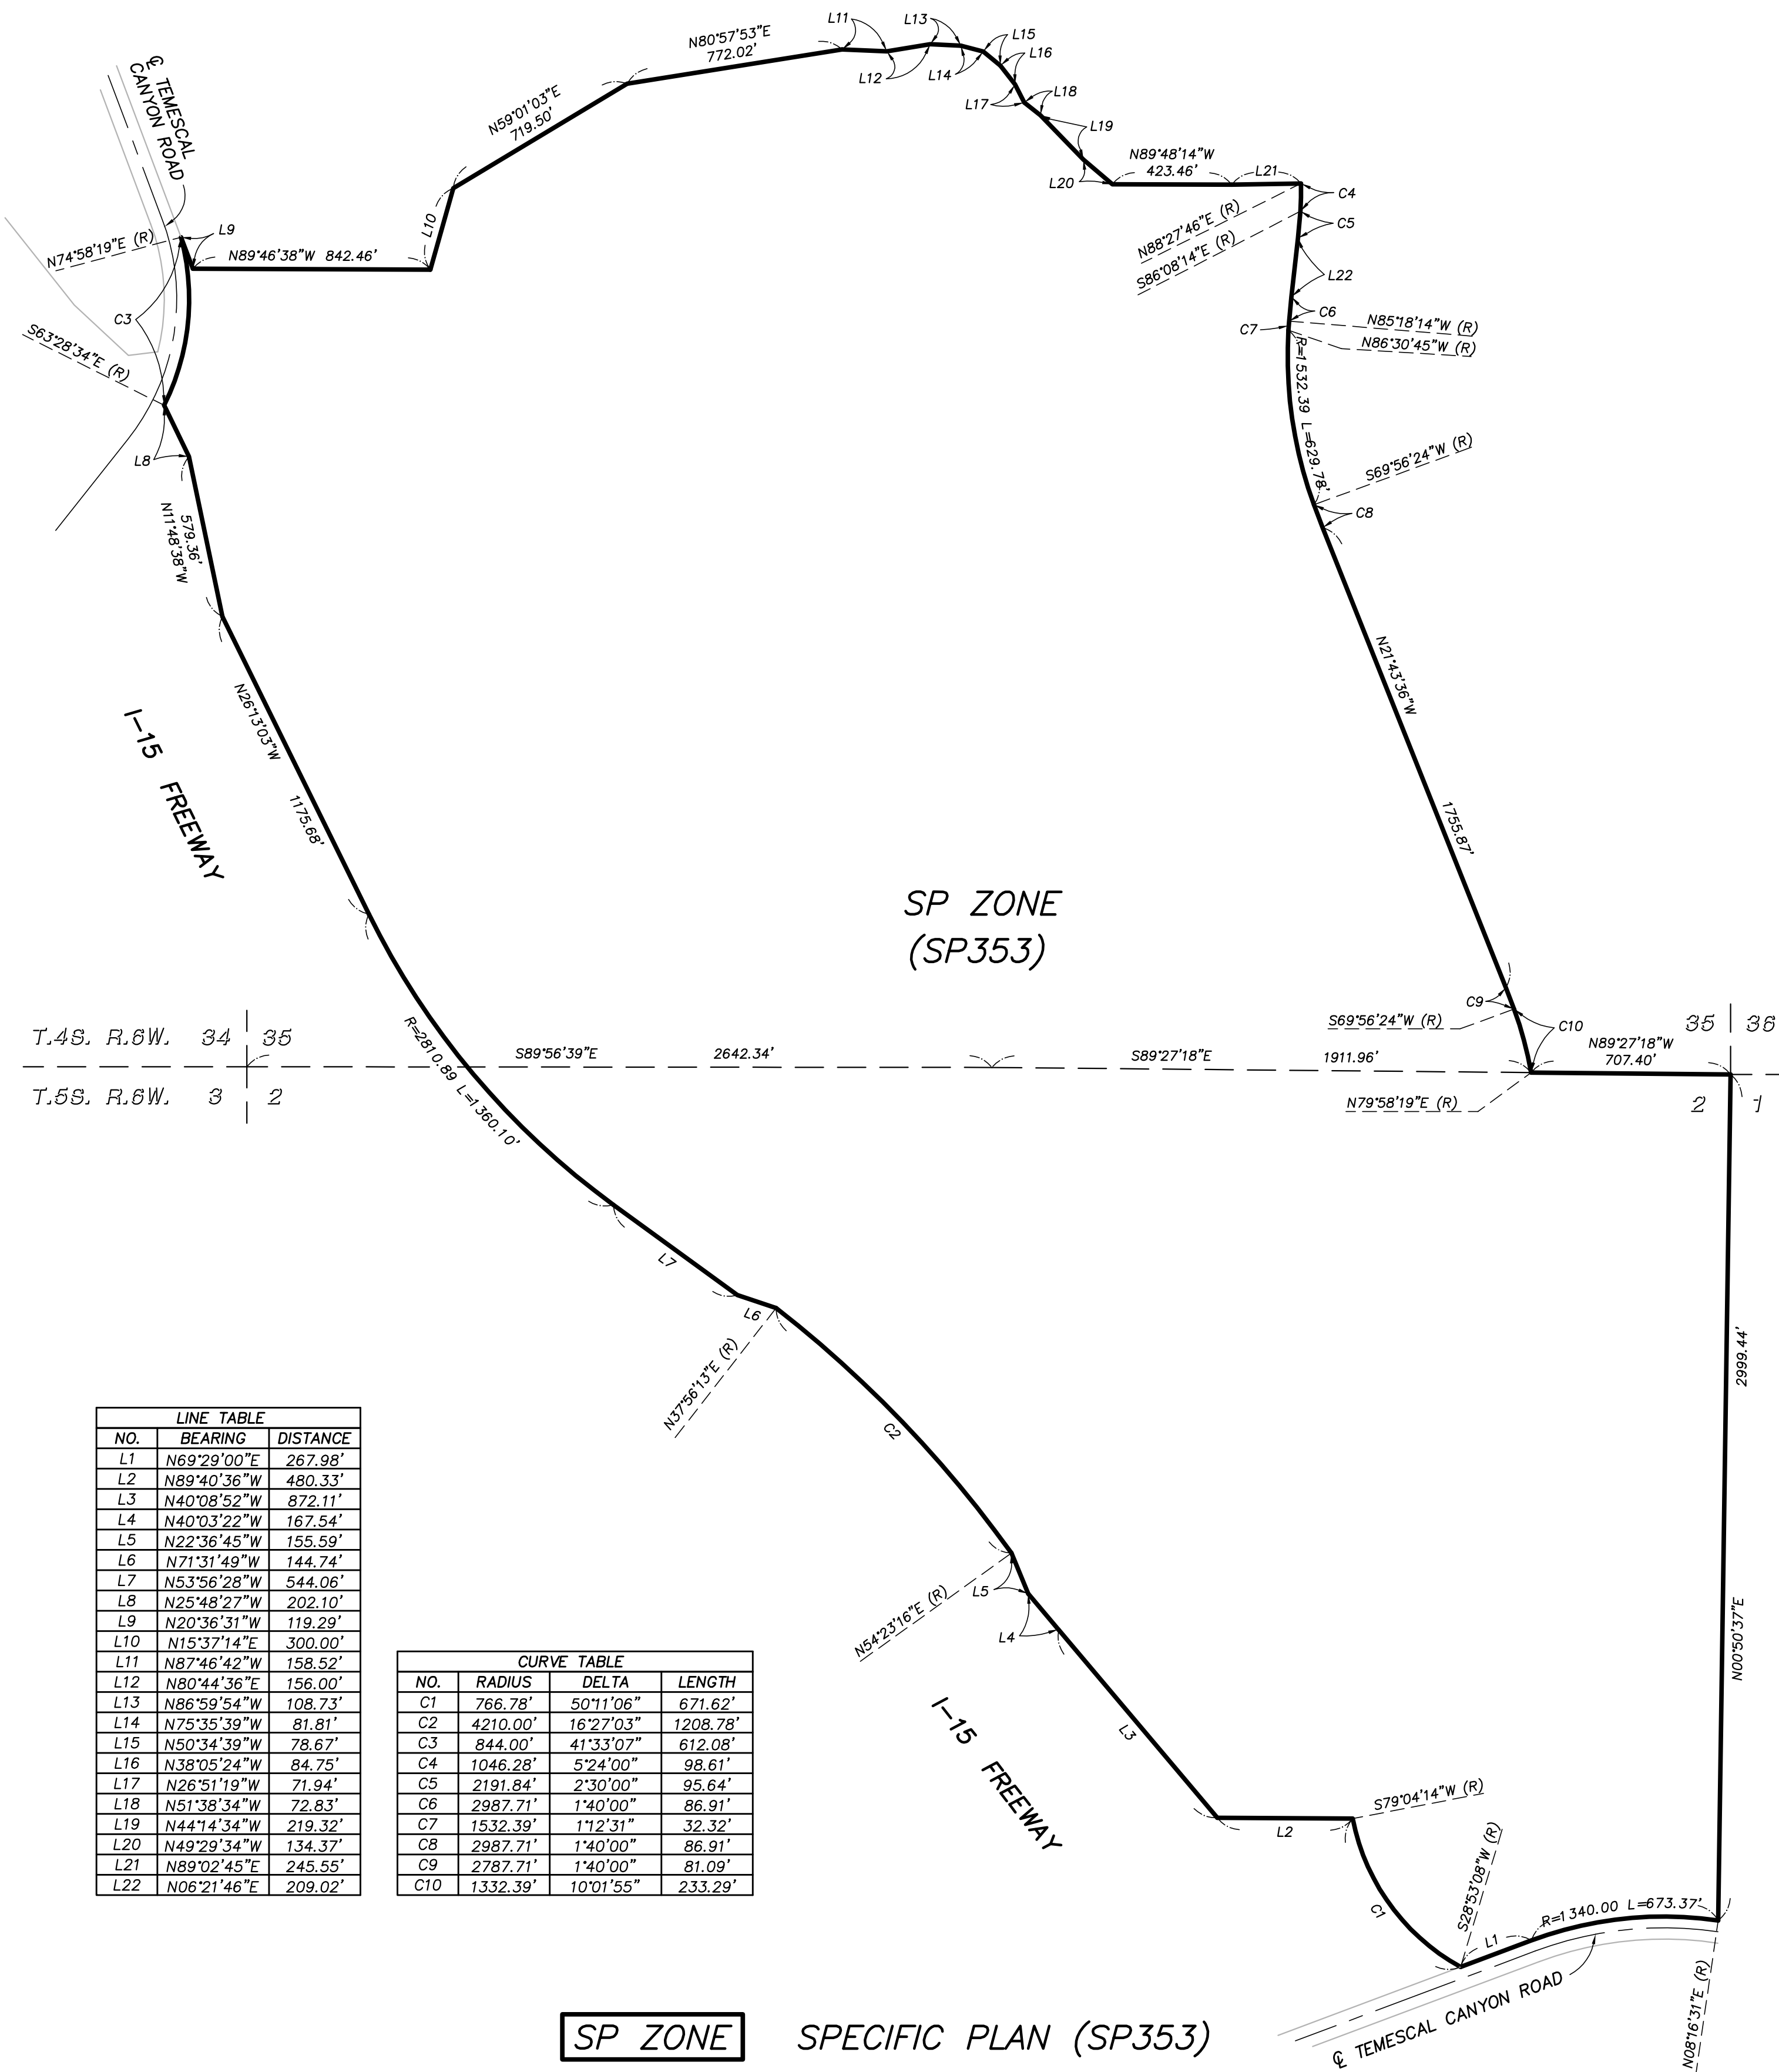 L11
L13
N80°57'53"E
772.02'
L15
L16
L12
L14
℄ TEMESCAL
CANYON ROAD
N59°01'03"E
719.50'
L17
L18
L19
N89°48'14"W
423.46'
L21
L20
C4
L10
N88°27'46"E (R)
C5
L9
N74°58'19"E (R)
N89°46'38"W 842.46'
S86°08'14"E (R)
L22
C3
C6
N85°18'14"W (R)
C7
N86°30'45"W (R)
S63°28'34"E (R)
R=1532.39 L=629.78'
L8
S69°56'24"W (R)
C8
579.36'
N11°48'38"W
N26°13'03"W
1175.68'
N21°43'36"W
1755.87'
I-15 FREEWAY
SP ZONE
(SP353)
C9
S69°56'24"W (R)
C10
T.4S. R.6W. 34 35
35 36
N89°27'18"W
707.40'
R=2810.89 L=1360.10'
S89°56'39"E 2642.34'
S89°27'18"E 1911.96'
T.5S. R.6W. 3 2
N79°58'19"E (R)
2 1
L7
L6
N37°56'13"E (R)
2999.44'
C2
LINE TABLE
NO. BEARING DISTANCE
L1 N69°29'00"E 267.98'
L2 N89°40'36"W 480.33'
L3 N40°08'52"W 872.11'
L4 N40°03'22"W 167.54'
L5 N22°36'45"W 155.59'
L6 N71°31'49"W 144.74'
L7 N53°56'28"W 544.06'
L8 N25°48'27"W 202.10'
L9 N20°36'31"W 119.29'
L10 N15°37'14"E 300.00'
L11 N87°46'42"W 158.52'
L12 N80°44'36"E 156.00'
L13 N86°59'54"W 108.73'
L14 N75°35'39"W 81.81'
L15 N50°34'39"W 78.67'
L16 N38°05'24"W 84.75'
L17 N26°51'19"W 71.94'
L18 N51°38'34"W 72.83'
L19 N44°14'34"W 219.32'
L20 N49°29'34"W 134.37'
L21 N89°02'45"E 245.55'
L22 N06°21'46"E 209.02'
CURVE TABLE
NO. RADIUS DELTA LENGTH
C1 766.78' 50°11'06" 671.62'
C2 4210.00' 16°27'03" 1208.78'
C3 844.00' 41°33'07" 612.08'
C4 1046.28' 5°24'00" 98.61'
C5 2191.84' 2°30'00" 95.64'
C6 2987.71' 1°40'00" 86.91'
C7 1532.39' 1°12'31" 32.32'
C8 2987.71' 1°40'00" 86.91'
C9 2787.71' 1°40'00" 81.09'
C10 1332.39' 10°01'55" 233.29'
L5
N54°23'16"E (R)
L4
N00°50'37"E
I-15 FREEWAY
L3
L2
S79°04'14"W (R)
C1
S28°53'08"W (R)
L1
R=1340.00 L=673.37'
℄ TEMESCAL CANYON ROAD
N08°16'31"E (R)
SP ZONE SPECIFIC PLAN (SP353)